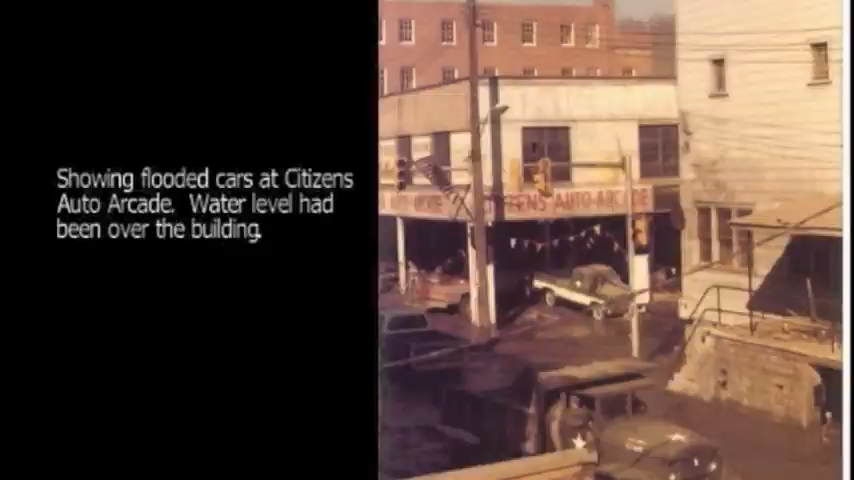 Showing flooded cars at Citizens
Auto Arcade. Water level had
been over the building.
AUTO ARCADE